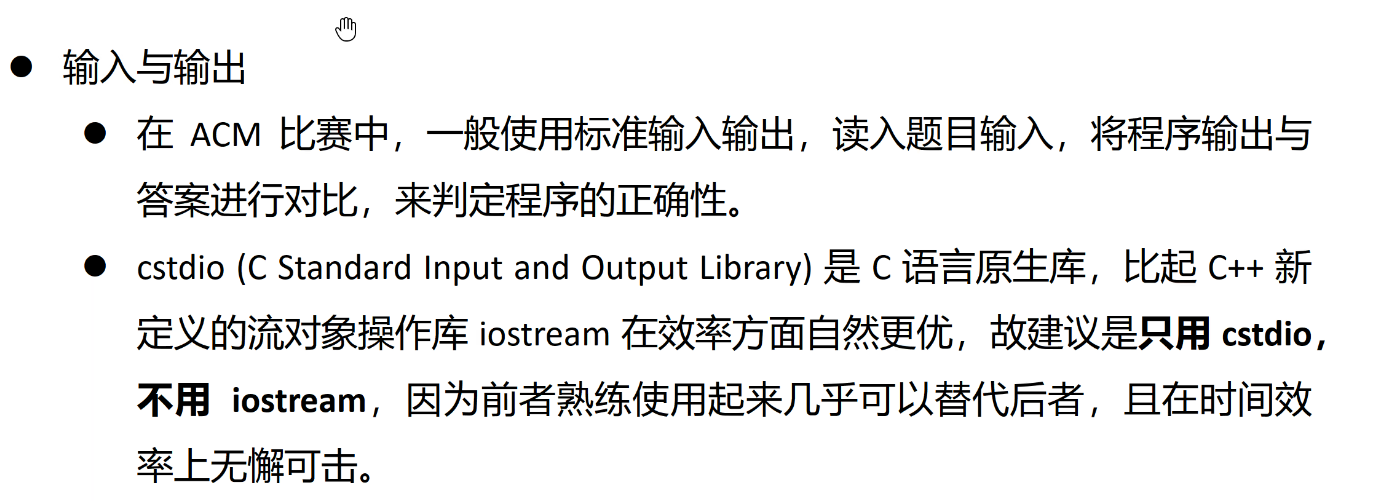 ● 输入与输出
● 在 ACM 比赛中，一般使用标准输入输出，读入题目输入，将程序输出与
答案进行对比，来判定程序的正确性。
● cstdio (C Standard Input and Output Library) 是 C 语言原生库，比起 C++ 新
定义的流对象操作库 iostream 在效率方面自然更优，故建议是只用 cstdio，
不用 iostream，因为前者熟练使用起来几乎可以替代后者，且在时间效
率上无懈可击。